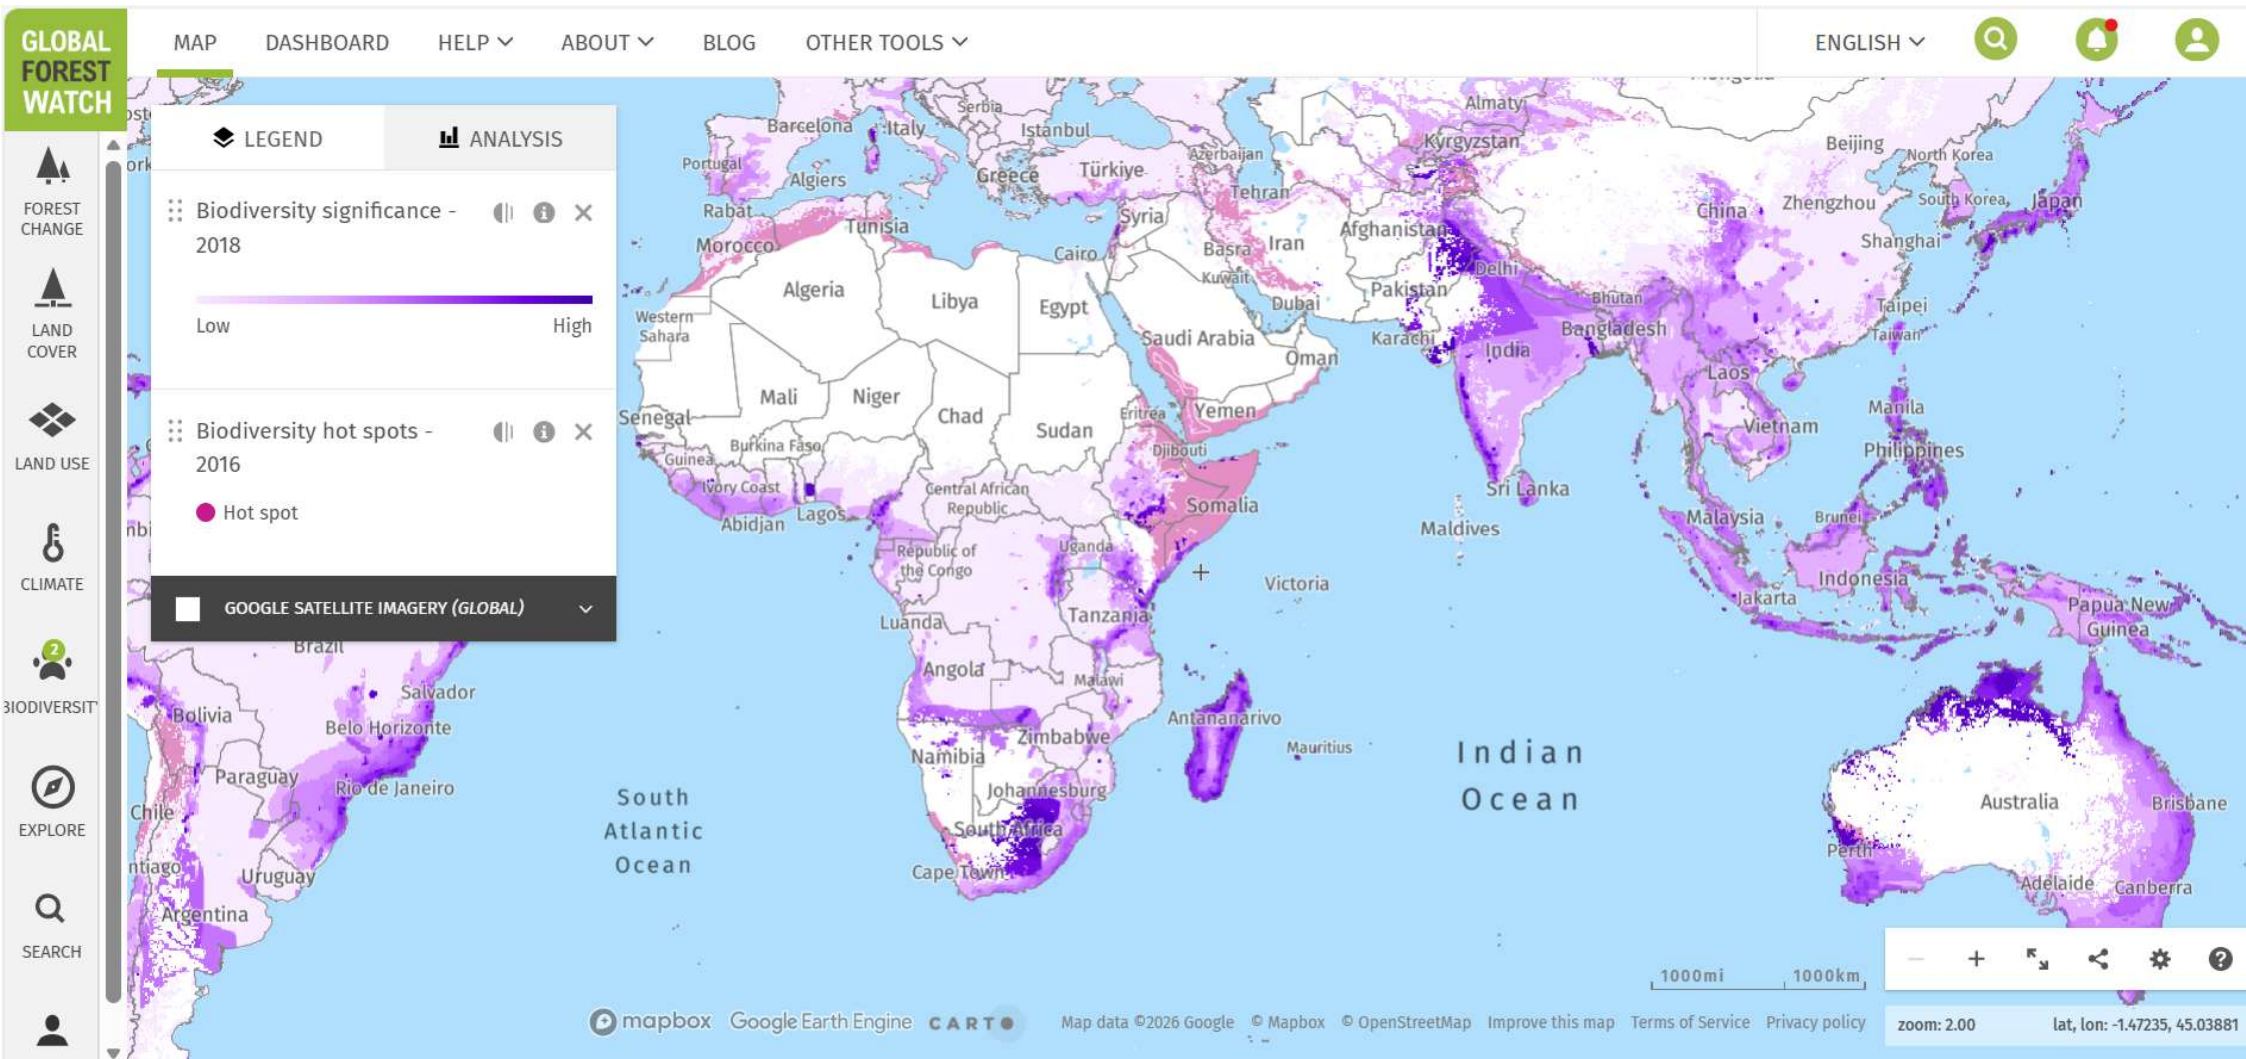 GLOBAL
FOREST
WATCH
MAP
DASHBOARD
HELP
ABOUT
BLOG
OTHER TOOLS
ENGLISH
FOREST
CHANGE
LAND
COVER
LAND USE
CLIMATE
2
BIODIVERSIT
EXPLORE
SEARCH
LEGEND
ANALYSIS
Biodiversity significance -
2018
Low
High
Biodiversity hot spots -
2016
Hot spot
GOOGLE SATELLITE IMAGERY (GLOBAL)
Serbia
Almaty
Barcelona
Italy
Istanbul
Kyrgyzstan
Beijing
North Korea
Portugal
Algiers
Greece
Türkiye
Azerbaijan
Tehran
Rabat
Tunisia
Syria
China
Zhengzhou
South Korea
Japan
Morocco
Cairo
Basra
Iran
Afghanistan
Shanghai
Kuwait
Delhi
Algeria
Libya
Egypt
Dubai
Pakistan
Bhutan
Taipei
Western
Sahara
Saudi Arabia
Karachi
Bangladesh
Taiwan
Oman
India
Laos
Mali
Niger
Senegal
Chad
Eritrea
Yemen
Manila
Sudan
Vietnam
Burkina Faso
Guinea
Djibouti
Philippines
Ivory Coast
Central African
Republic
Sri Lanka
Abidjan
Lagos
Somalia
Maldives
Malaysia
Brunei
Republic of
the Congo
Uganda
Victoria
Indonesia
Jakarta
Luanda
Tanzania
Papua New
Guinea
Brazil
Angola
Malawi
Salvador
Bolivia
Belo Horizonte
Antananarivo
Zimbabwe
Mauritius
Namibia
Indian
Ocean
Paraguay
Rio de Janeiro
Johannesburg
South
Atlantic
Ocean
Chile
Australia
Brisbane
South Africa
Perth
ntiago
Uruguay
Cape Town
Adelaide
Canberra
Argentina
1000mi
1000km
mapbox
Google Earth Engine
CARTO
Map data ©2026 Google
© Mapbox
© OpenStreetMap
Improve this map
Terms of Service
Privacy policy
zoom: 2.00
lat, lon: -1.47235, 45.03881